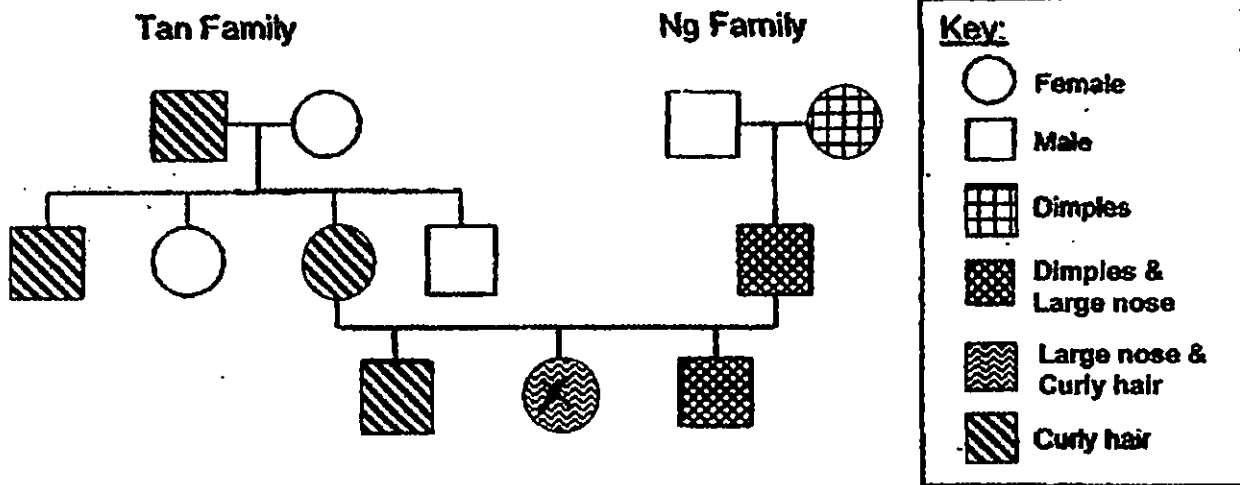 Tan Family
Ng Family
Key:
Female
Male
Dimples
Dimples &
Large nose
Large nose &
Curly hair
Curly hair